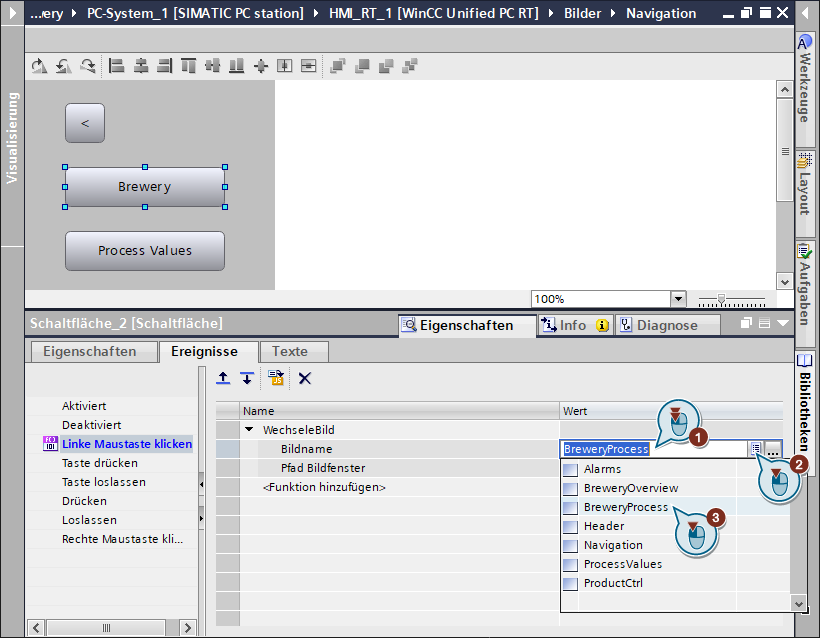 ...ery ▸ PC-System_1 [SIMATIC PC station] ▸ HMI_RT_1 [WinCC Unified PC RT] ▸ Bilder ▸ Navigation
Visualisierung
<
Brewery
Process Values
100%
Werkzeuge
Layout
Aufgaben
Bibliotheken
Schaltfläche_2 [Schaltfläche]
Eigenschaften
Info
Diagnose
Eigenschaften
Ereignisse
Texte
Aktiviert
Deaktiviert
Linke Maustaste klicken
Taste drücken
Taste loslassen
Drücken
Loslassen
Rechte Maustaste kli...
Name
Wert
WechseleBild
Bildname
BreweryProcess
...
Pfad Bildfenster
<Funktion hinzufügen>
Alarms
BreweryOverview
BreweryProcess
Header
Navigation
ProcessValues
ProductCtrl
1
2
3